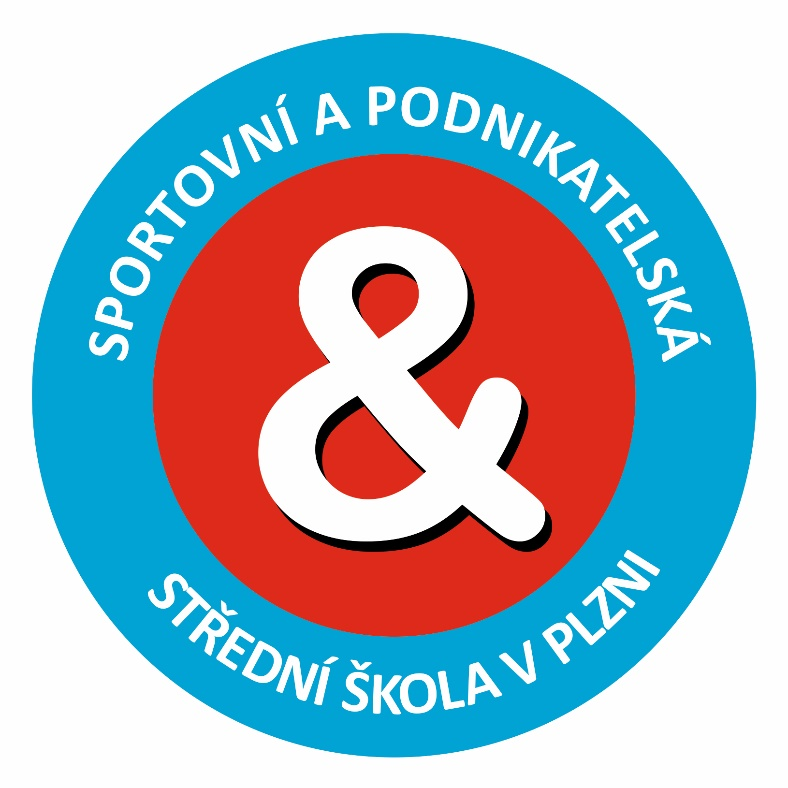 SPORTOVNÍ A PODNIKATELSKÁ
&
STŘEDNÍ ŠKOLA V PLZNI